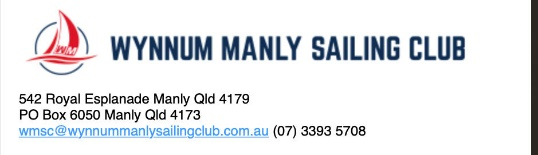 WM
WYNNUM MANLY SAILING CLUB
542 Royal Esplanade Manly Qld 4179
PO Box 6050 Manly Qld 4173
wmsc@wynnummanlysailingclub.com.au (07) 3393 5708